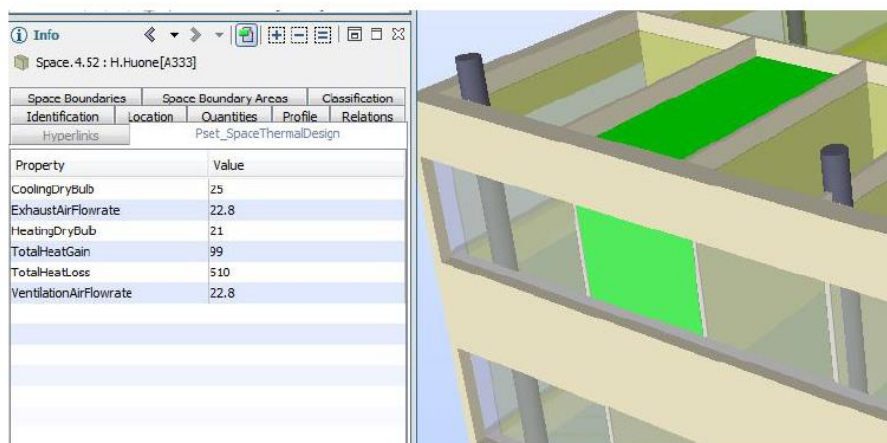 Info
Space.4.52 : H.Huone[A333]
Space Boundaries Space Boundary Areas Classification
Identification Location Quantities Profile Relations
Hyperlinks Pset_SpaceThermalDesign
Property Value
CoolingDryBulb 25
ExhaustAirFlowrate 22.8
HeatingDryBulb 21
TotalHeatGain 99
TotalHeatLoss 510
VentilationAirFlowrate 22.8